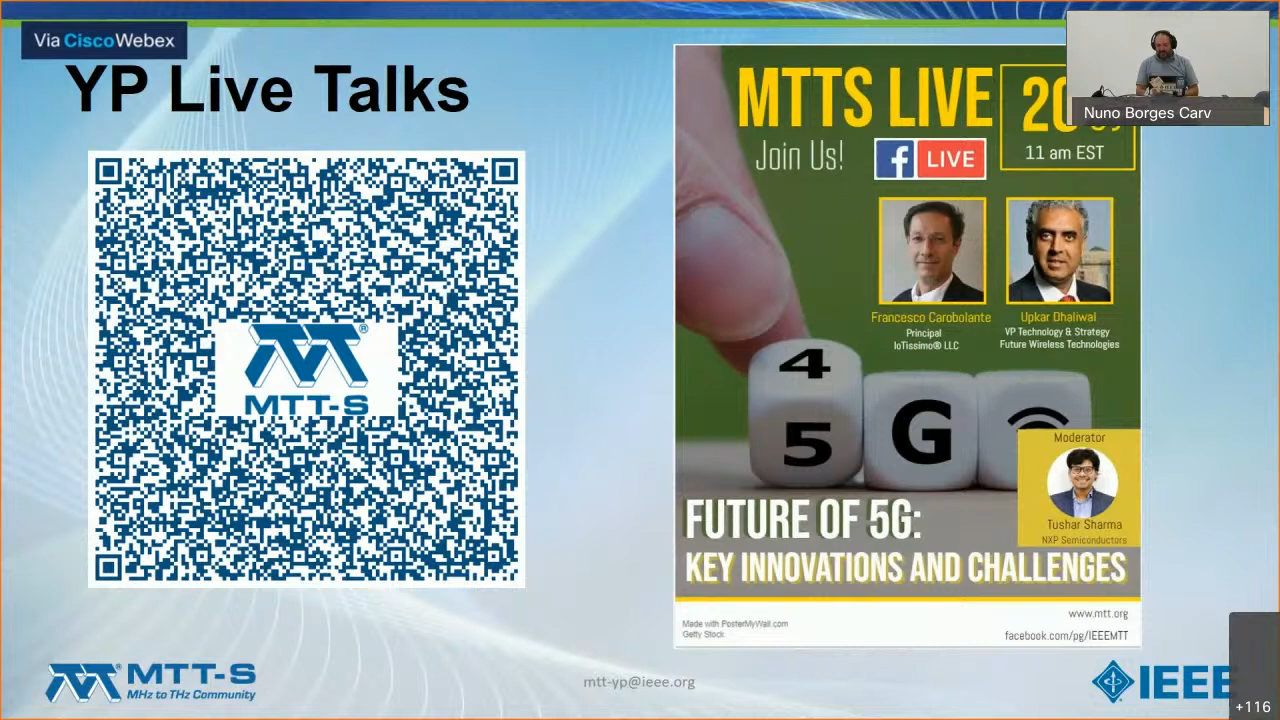 Via Cisco Webex
YP Live Talks
MTT-S
MTTS LIVE
Join Us!
LIVE
20
11 am EST
Nuno Borges Carv
Francesco Carobolante
Principal
IoTissimo® LLC
Upkar Dhaliwal
VP Technology & Strategy
Future Wireless Technologies
4
5 G
Moderator
Tushar Sharma
NXP Semiconductors
FUTURE OF 5G:
KEY INNOVATIONS AND CHALLENGES
Made with PosterMyWall.com
Getty Stock
www.mtt.org
facebook.com/pg/IEEEMTT
MTT-S
MHz to THz Community
mtt-yp@ieee.org
IEEE
+116